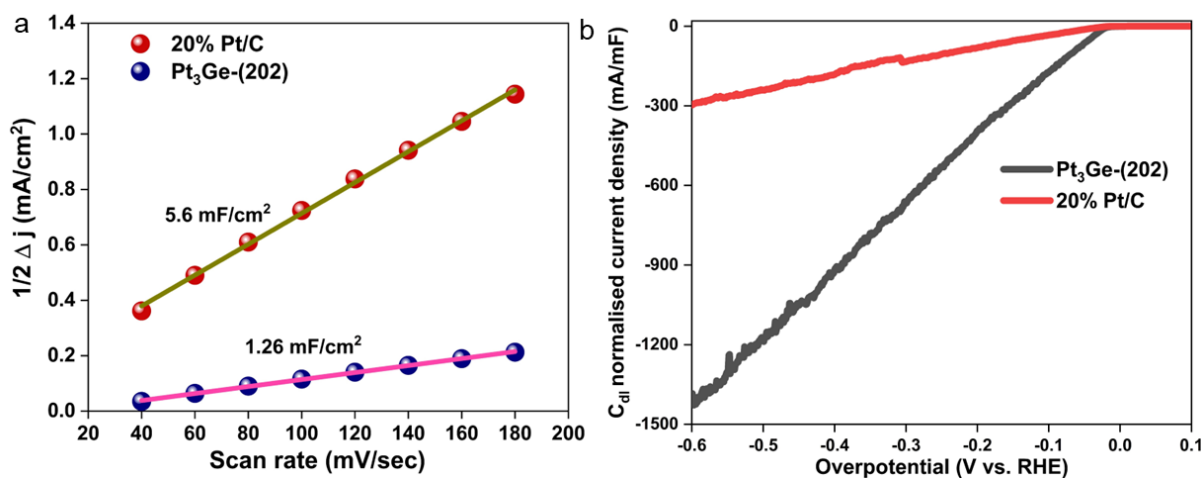 a
1/2 Δ j (mA/cm²)
1.4
1.2
1.0
0.8
0.6
0.4
0.2
0.0
20% Pt/C
Pt₃Ge-(202)
5.6 mF/cm²
1.26 mF/cm²
20 40 60 80 100 120 140 160 180 200
Scan rate (mV/sec)
b
C_dl normalised current density (mA/mF)
0
-300
-600
-900
-1200
-1500
Pt₃Ge-(202)
20% Pt/C
-0.6 -0.5 -0.4 -0.3 -0.2 -0.1 0.0 0.1
Overpotential (V vs. RHE)